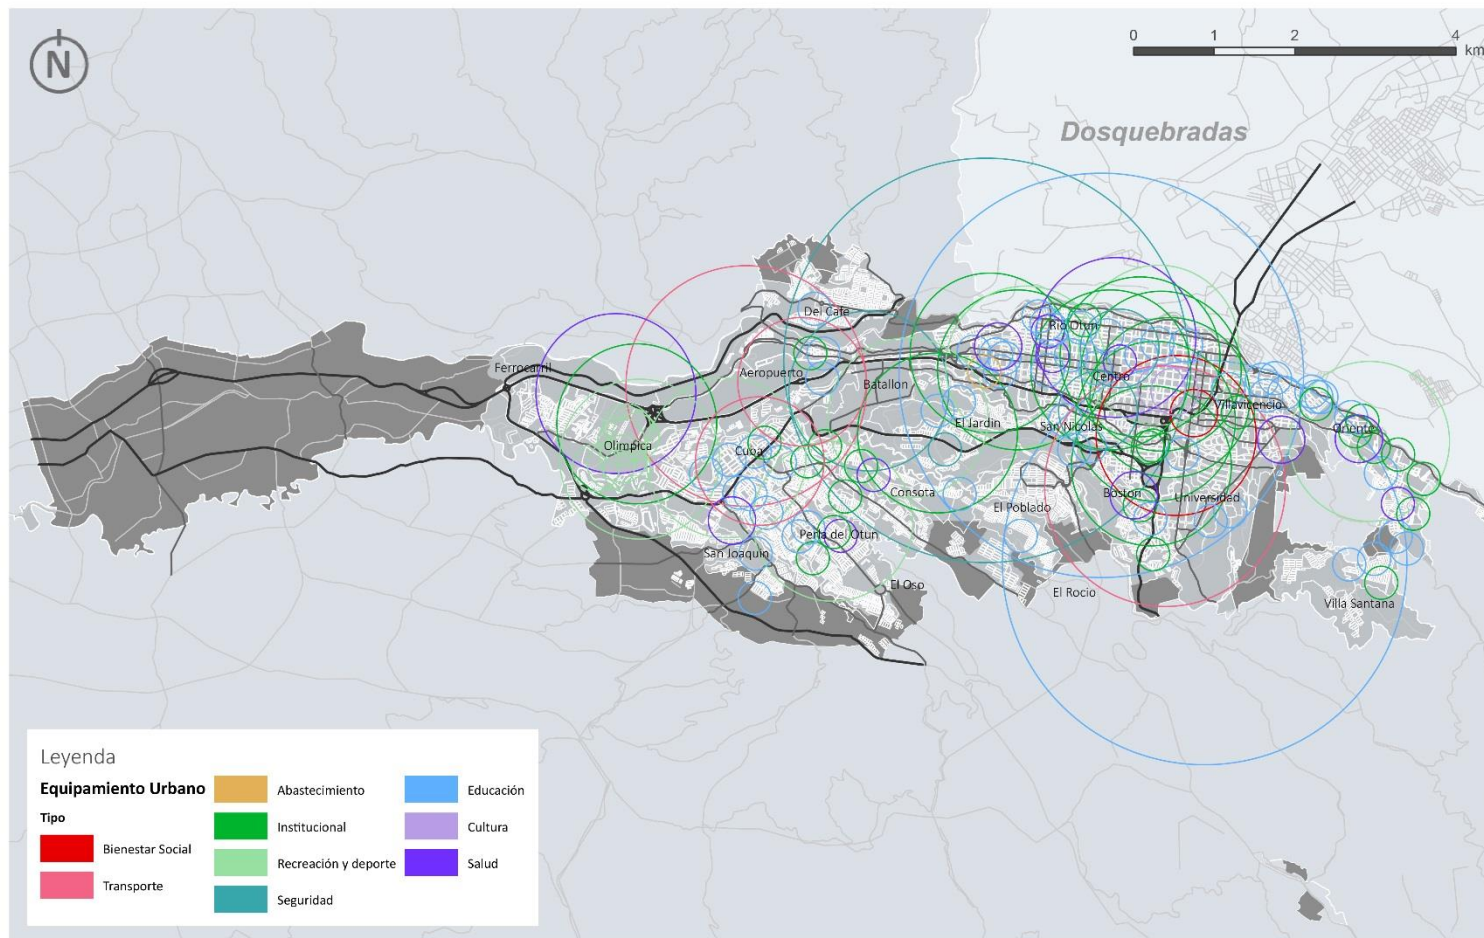 N
0 1 2 4
km
Dosquebradas
Del Cafe
Rio Otun
Ferrocarril
Aeropuerto
Batallon
Centro
Villavicencio
Olimpica
El Jardin
San Nicolas
Oriente
Cuba
Consota
Boston
Universidad
El Poblado
Perla del Otun
San Joaquin
El Oso
El Rocio
Villa Santana
Leyenda
Equipamiento Urbano
Tipo
Bienestar Social
Transporte
Abastecimiento
Institucional
Recreación y deporte
Seguridad
Educación
Cultura
Salud